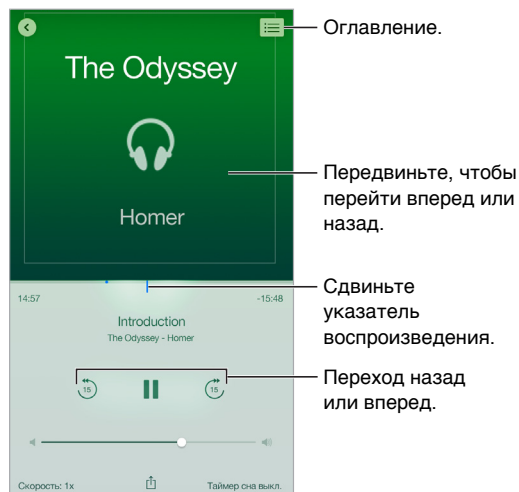 Оглавление.
The Odyssey
Передвиньте, чтобы
перейти вперед или
назад.
Homer
Сдвиньте
указатель
воспроизведения.
14:57
-15:48
Introduction
The Odyssey - Homer
Переход назад
или вперед.
15
15
Скорость: 1x
Таймер сна выкл.